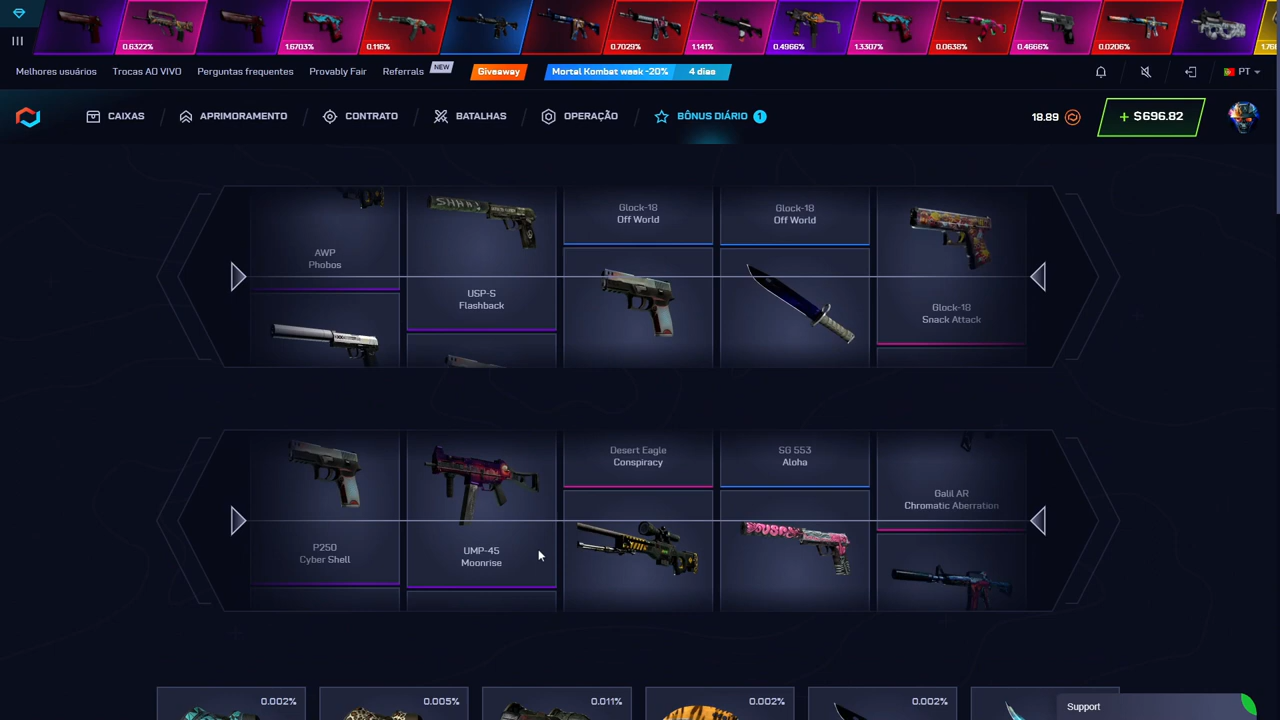 0.6322%
1.6703%
0.116%
0.7029%
1.141%
0.4966%
1.3307%
0.0638%
0.4666%
0.0206%
Melhores usuários
Trocas AO VIVO
Perguntas frequentes
Provably Fair
Referrals
NEW
Giveaway
Mortal Kombat week -20%
4 dias
PT
CAIXAS
APRIMORAMENTO
CONTRATO
BATALHAS
OPERAÇÃO
BÔNUS DIÁRIO
1
18.89
+ $696.82
AWP
Phobos
USP-S
Flashback
Glock-18
Off World
Glock-18
Off World
Glock-18
Snack Attack
P250
Cyber Shell
UMP-45
Moonrise
Desert Eagle
Conspiracy
SG 553
Aloha
Galil AR
Chromatic Aberration
0.002%
0.005%
0.011%
0.002%
0.002%
Support